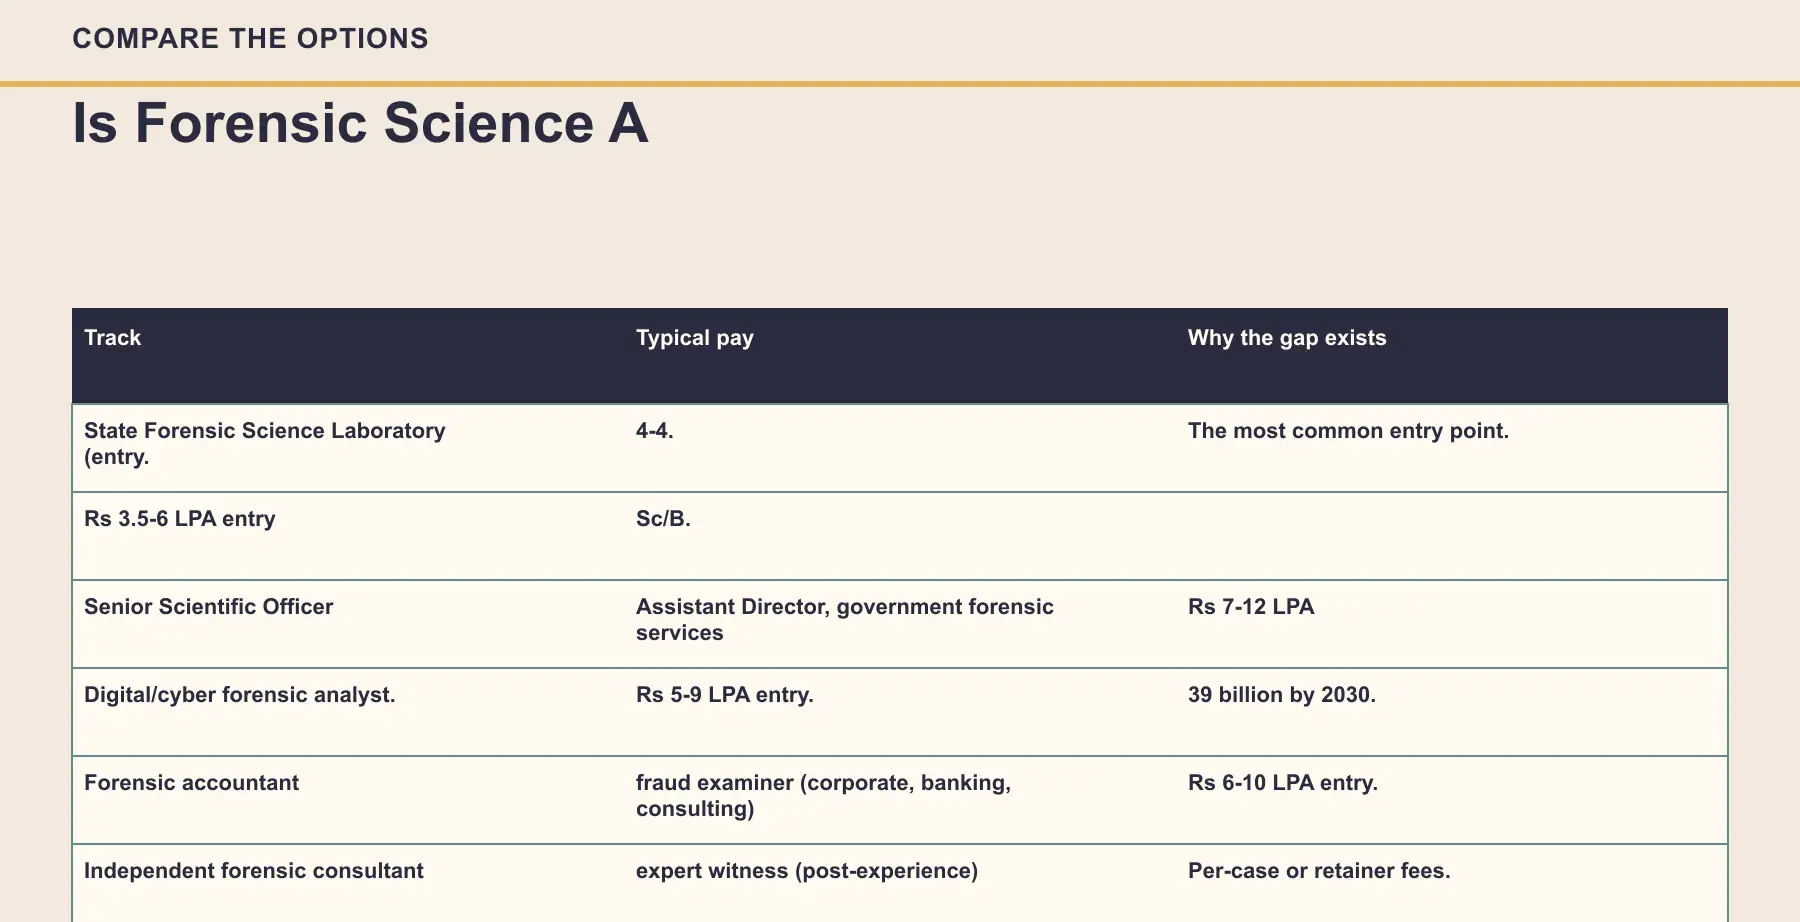 COMPARE THE OPTIONS
Is Forensic Science A
Track Typical pay Why the gap exists
State Forensic Science Laboratory 4-4. The most common entry point.
(entry.
Rs 3.5-6 LPA entry Sc/B.
Senior Scientific Officer Assistant Director, government forensic Rs 7-12 LPA
services
Digital/cyber forensic analyst. Rs 5-9 LPA entry. 39 billion by 2030.
Forensic accountant fraud examiner (corporate, banking, Rs 6-10 LPA entry.
consulting)
Independent forensic consultant expert witness (post-experience) Per-case or retainer fees.